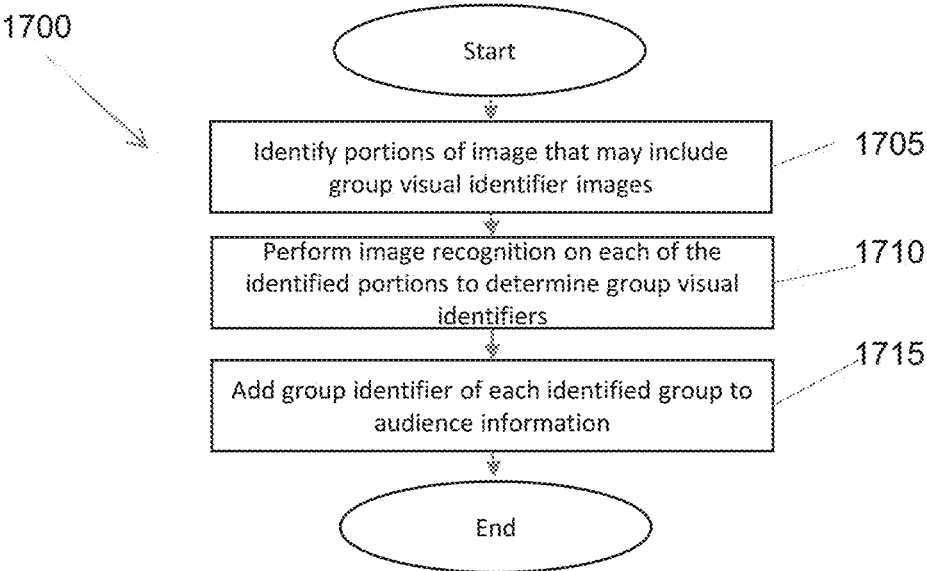 1700
Start
Identify portions of image that may include
group visual identifier images
1705
Perform image recognition on each of the
identified portions to determine group visual
identifiers
1710
Add group identifier of each identified group to
audience information
1715
End